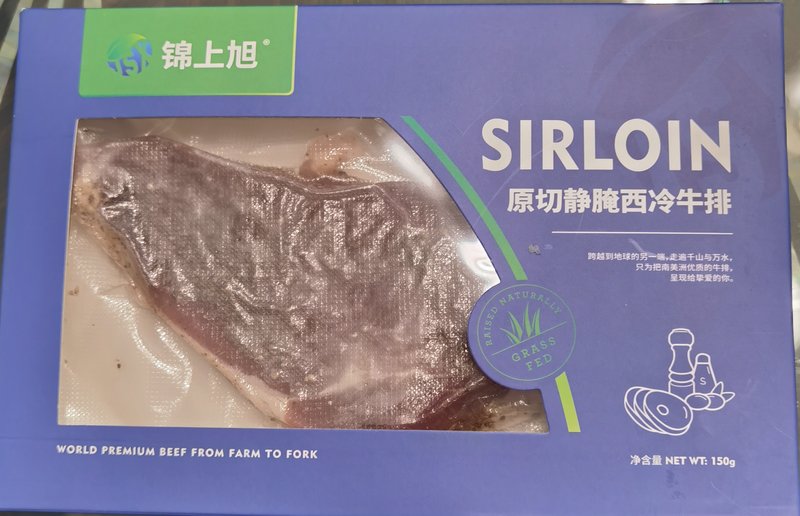 JSX 锦上旭®
SIRLOIN
原切静腌西冷牛排
跨越到地球的另一端,走遍千山与万水,
只为把南美洲优质的牛排,
呈现给挚爱的你。
RAISED NATURALLY
GRASS
FED
S
WORLD PREMIUM BEEF FROM FARM TO FORK
净含量 NET WT: 150g